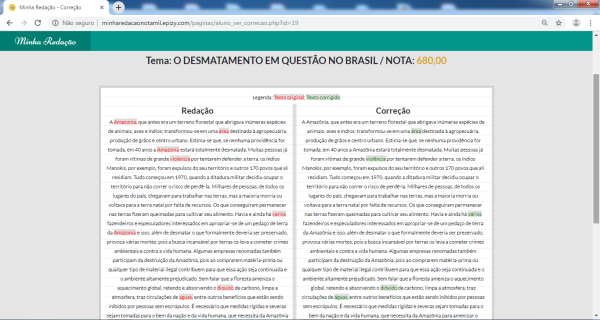 Minha Redação - Correção
Não seguro | minharedacaonotamil.epizy.com/paginas/aluno_ver_correcao.php?id=19
Minha Redação
Tema: O DESMATAMENTO EM QUESTÃO NO BRASIL / NOTA: 680,00
Legenda: Texto original Texto corrigido
Redação
A Amazonia, que antes era um terreno florestal que abrigava inúmeras espécies
de animais, aves e índios; transformou-se em uma area destinada à agropecuária,
produção de grãos e centro urbano. Estima-se que, se nenhuma providência for
tomada, em 40 anos a Amazonia estará totalmente desmatada. Muitas pessoas já
foram vítimas de grande violencia por tentarem defender a terra, os índios
Manokis, por exemplo, foram expulsos do seu território e outros 170 povos que ali
residiam. Tudo começou em 1970, quando a ditadura militar decidiu ocupar o
território para não correr o risco de perdê-la. Milhares de pessoas, de todos os
lugares do país, chegavam para trabalhar nas terras, mas a maioria morria ou
voltava para a terra natal por falta de recursos. Os que conseguiram permanecer
nas terras fizeram queimadas para cultivar seu alimento. Havia e ainda há varios
fazendeiros e especuladores interessados em apropriar-se de um pedaço de terra
da Amazonia e isso, além de desmatar o que formalmente deveria ser preservado,
provoca várias mortes, pois a busca incansável por terras os leva a cometer crimes
ambientais e contra a vida humana. Algumas empresas renomadas também
participam da destruição da Amazônia, pois ao comprarem matéria-prima ou
qualquer tipo de material ilegal contribuem para que essa ação seja continuada e
o ambiente altamente prejudicado. Sem falar que a floresta ameniza o
aquecimento global, retendo e absorvendo o dioxido de carbono, limpa a
atmosfera, traz circulações de aguas, entre outros benefícios que estão sendo
inibidos por pessoas sem escrúpulos. É necessário que medidas rígidas e severas
sejam tomadas para o bem da nação e da vida humana, que necessita da Amazônia
Correção
A Amazônia, que antes era um terreno florestal que abrigava inúmeras espécies
de animais, aves e índios; transformou-se em uma área destinada à agropecuária,
produção de grãos e centro urbano. Estima-se que, se nenhuma providência for
tomada, em 40 anos a Amazônia estará totalmente desmatada. Muitas pessoas já
foram vítimas de grande violência por tentarem defender a terra, os índios
Manokis, por exemplo, foram expulsos do seu território e outros 170 povos que ali
residiam. Tudo começou em 1970, quando a ditadura militar decidiu ocupar o
território para não correr o risco de perdê-la. Milhares de pessoas, de todos os
lugares do país, chegavam para trabalhar nas terras, mas a maioria morria ou
voltava para a terra natal por falta de recursos. Os que conseguiram permanecer
nas terras fizeram queimadas para cultivar seu alimento. Havia e ainda há vários
fazendeiros e especuladores interessados em apropriar-se de um pedaço de terra
da Amazônia e isso, além de desmatar o que formalmente deveria ser preservado,
provoca várias mortes, pois a busca incansável por terras os leva a cometer crimes
ambientais e contra a vida humana. Algumas empresas renomadas também
participam da destruição da Amazônia, pois ao comprarem matéria-prima ou
qualquer tipo de material ilegal contribuem para que essa ação seja continuada e
o ambiente altamente prejudicado. Sem falar que a floresta ameniza o
aquecimento global, retendo e absorvendo o dióxido de carbono, limpa a
atmosfera, traz circulações de águas, entre outros benefícios que estão sendo inibidos por pessoas
sem escrúpulos. É necessário que medidas rígidas e severas sejam tomadas para o
bem da nação e da vida humana, que necessita da Amazônia para amenizar o